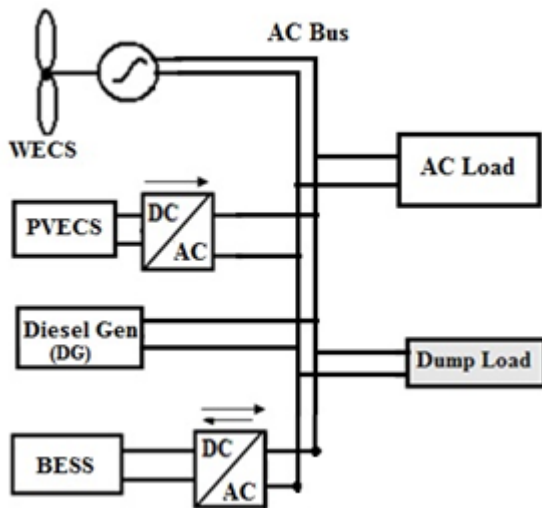 AC Bus
WECS
AC Load
PVECS
DC
AC
Diesel Gen
(DG)
Dump Load
BESS
DC
AC